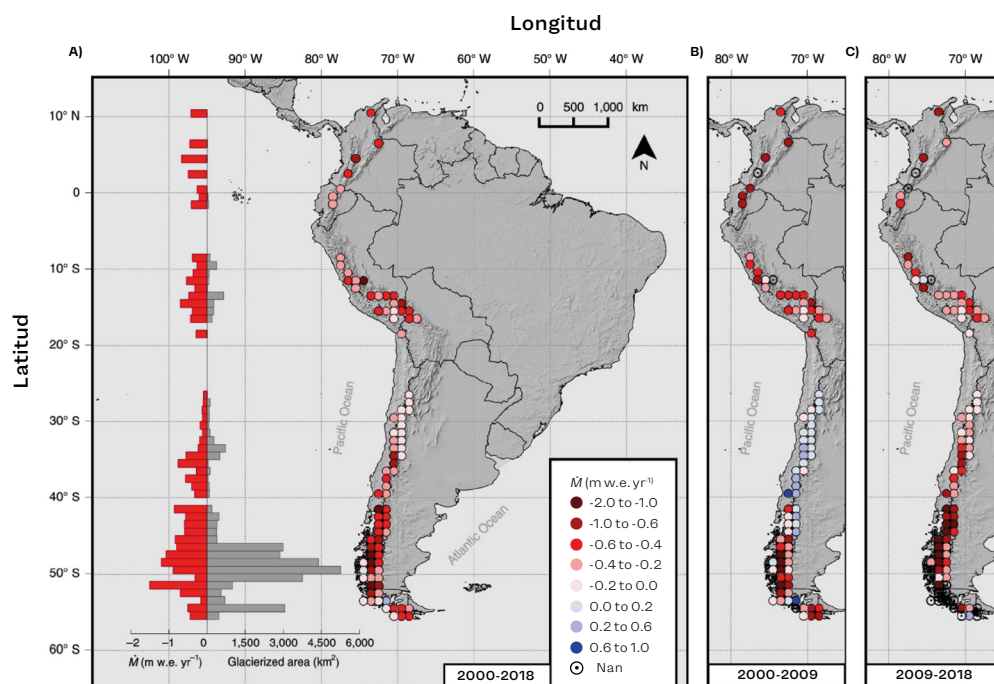 Longitud
A)
B)
C)
100° W
80° W
70° W
60° W
50° W
40° W
80° W
70° W
80° W
70° W
Latitud
10° N
0
10° S
20° S
30° S
40° S
50° S
60° S
0 500 1,000 km
N
Pacific Ocean
Atlantic Ocean
Pacific Ocean
Pacific Ocean
Ṁ (m w.e. yr-1)
-2.0 to -1.0
-1.0 to -0.6
-0.6 to -0.4
-0.4 to -0.2
-0.2 to 0.0
0.0 to 0.2
0.2 to 0.6
0.6 to 1.0
Nan
−2 0 1,500 3,000 4,500 6,000
Ṁ (m w.e. yr−1) Glacierized area (km2)
2000-2018
2000-2009
2009-2018